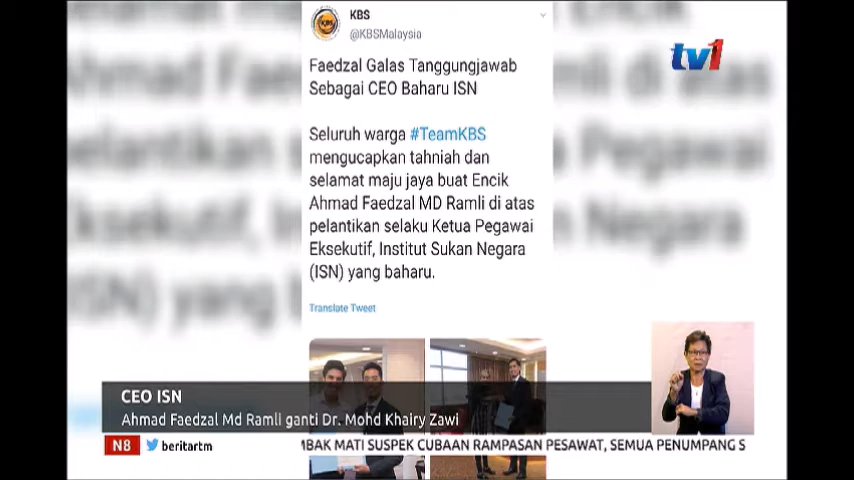 KBS
@KBSMalaysia
tv1
Faedzal Galas Tanggungjawab
Sebagai CEO Baharu ISN
Seluruh warga #TeamKBS
mengucapkan tahniah dan
selamat maju jaya buat Encik
Ahmad Faedzal MD Ramli di atas
pelantikan selaku Ketua Pegawai
Eksekutif, Institut Sukan Negara
(ISN) yang baharu.
Translate Tweet
CEO ISN
Ahmad Faedzal Md Ramli ganti Dr. Mohd Khairy Zawi
N8 beritartm MBAK MATI SUSPEK CUBAAN RAMPASAN PESAWAT, SEMUA PENUMPANG S